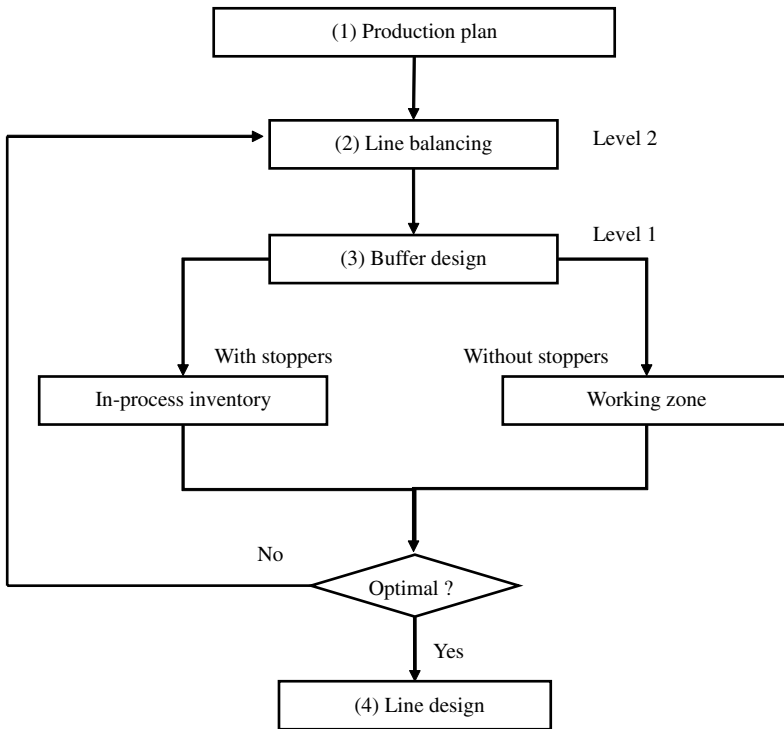 (1) Production plan
(2) Line balancing
Level 2
Level 1
(3) Buffer design
With stoppers
Without stoppers
In-process inventory
Working zone
No
Optimal ?
Yes
(4) Line design